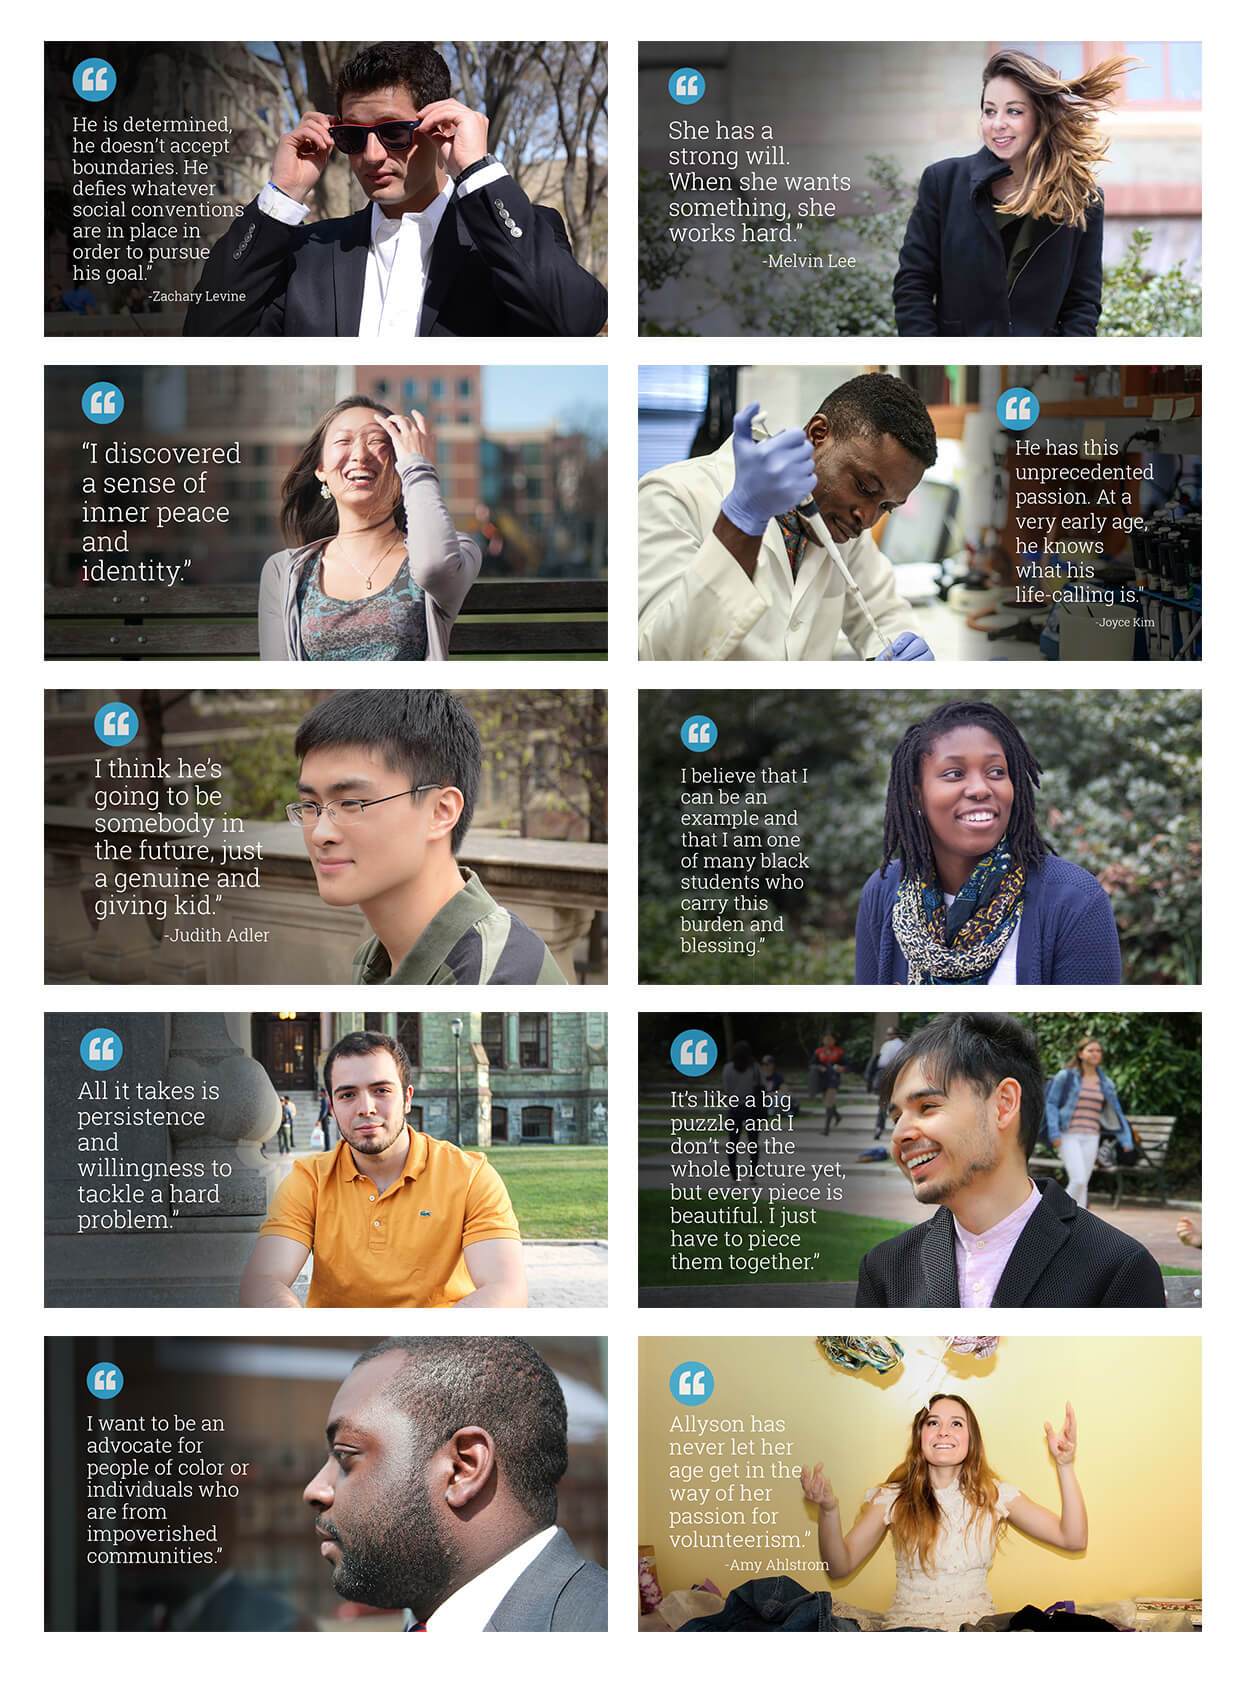 He is determined,
he doesn’t accept
boundaries. He
defies whatever
social conventions
are in place in
order to pursue
his goal.”
-Zachary Levine
She has a
strong will.
When she wants
something, she
works hard.”
-Melvin Lee
“I discovered
a sense of
inner peace
and
identity.”
He has this
unprecedented
passion. At a
very early age,
he knows
what his
life-calling is."
-Joyce Kim
I think he’s
going to be
somebody in
the future, just
a genuine and
giving kid.”
-Judith Adler
I believe that I
can be an
example and
that I am one
of many black
students who
carry this
burden and
blessing.”
All it takes is
persistence
and
willingness to
tackle a hard
problem.”
It’s like a big
puzzle, and I
don’t see the
whole picture yet,
but every piece is
beautiful. I just
have to piece
them together.”
I want to be an
advocate for
people of color or
individuals who
are from
impoverished
communities.”
Allyson has
never let her
age get in the
way of her
passion for
volunteerism.”
-Amy Ahlstrom